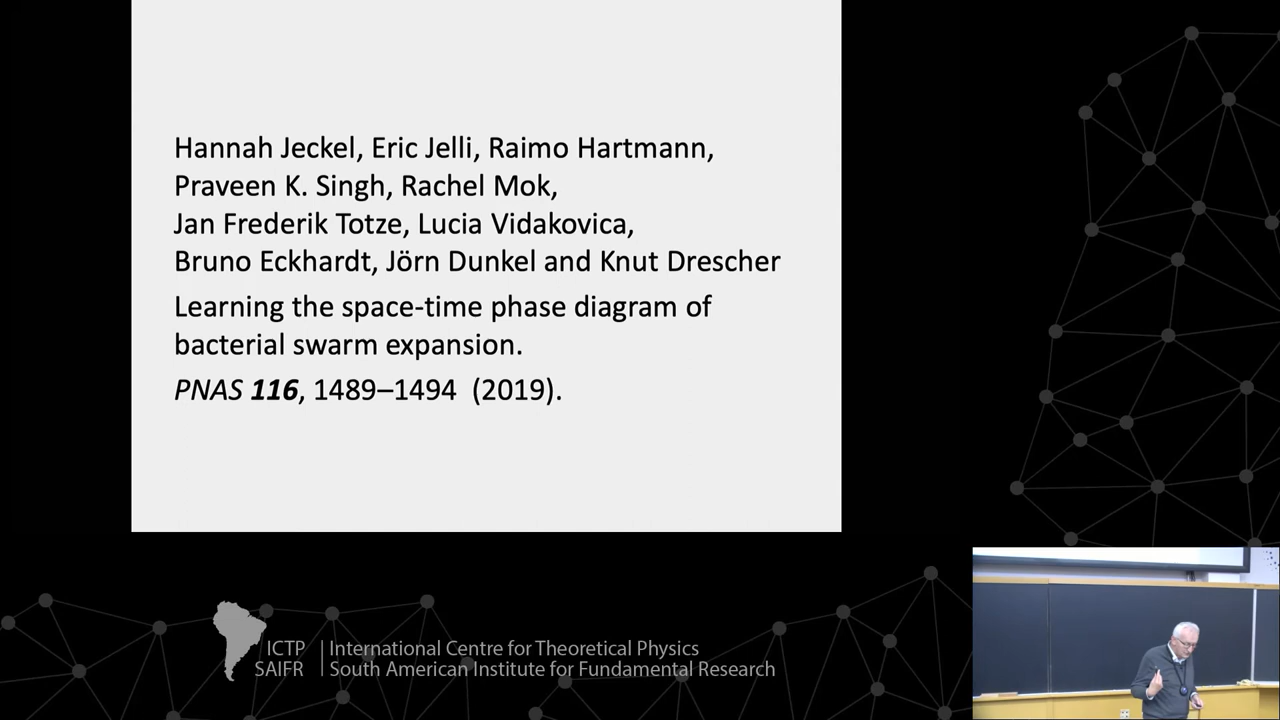 Hannah Jeckel, Eric Jelli, Raimo Hartmann,
Praveen K. Singh, Rachel Mok,
Jan Frederik Totze, Lucia Vidakovica,
Bruno Eckhardt, Jörn Dunkel and Knut Drescher
Learning the space-time phase diagram of
bacterial swarm expansion.
PNAS 116, 1489–1494 (2019).
ICTP
SAIFR
International Centre for Theoretical Physics
South American Institute for Fundamental Research